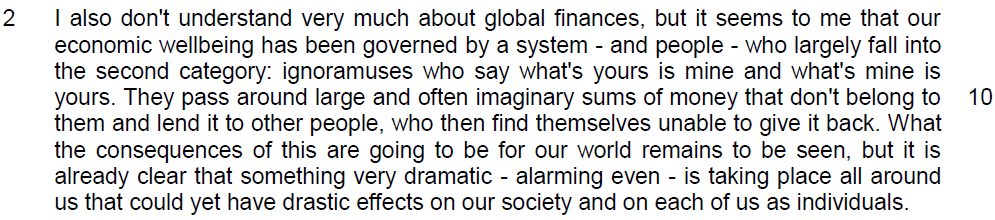 2 I also don't understand very much about global finances, but it seems to me that our
economic wellbeing has been governed by a system - and people - who largely fall into
the second category: ignoramuses who say what's yours is mine and what's mine is
yours. They pass around large and often imaginary sums of money that don't belong to 10
them and lend it to other people, who then find themselves unable to give it back. What
the consequences of this are going to be for our world remains to be seen, but it is
already clear that something very dramatic - alarming even - is taking place all around
us that could yet have drastic effects on our society and on each of us as individuals.